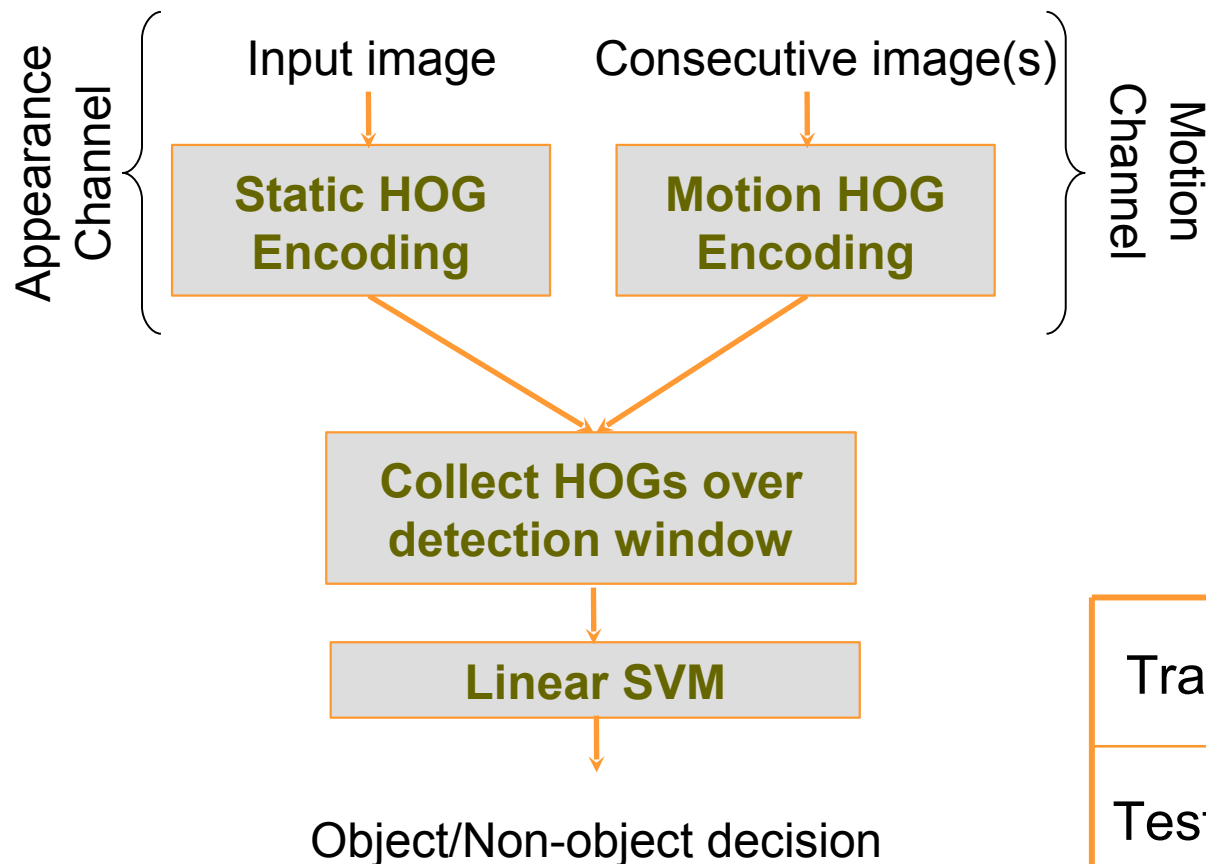 Appearance
Channel
Input image
Consecutive image(s)
Motion
Channel
Static HOG
Encoding
Motion HOG
Encoding
Collect HOGs over
detection window
Linear SVM
Object/Non-object decision